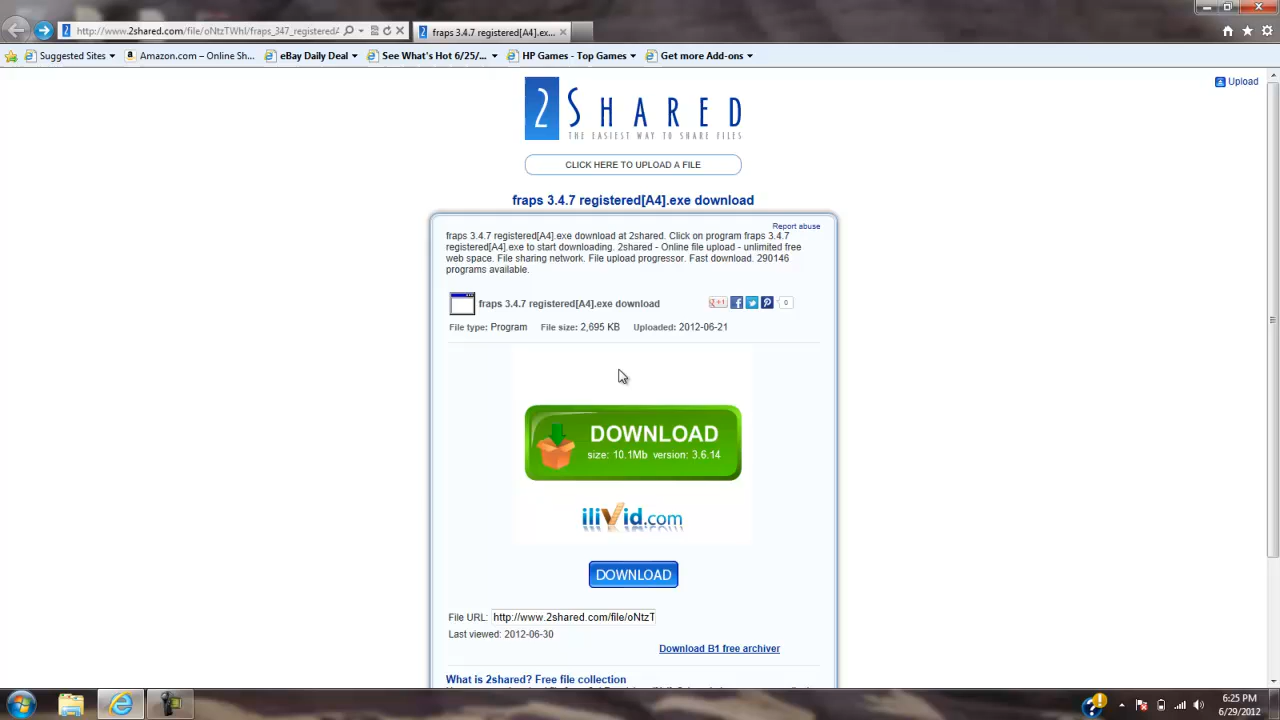 http://www.2shared.com/file/oNtzTWhI/fraps_347_registered/
fraps 3.4.7 registered[A4].ex...
Suggested Sites
Amazon.com – Online Sh...
eBay Daily Deal
See What's Hot 6/25/...
HP Games - Top Games
Get more Add-ons
Upload
2SHARED
THE EASIEST WAY TO SHARE FILES
CLICK HERE TO UPLOAD A FILE
fraps 3.4.7 registered[A4].exe download
Report abuse
fraps 3.4.7 registered[A4].exe download at 2shared. Click on program fraps 3.4.7
registered[A4].exe to start downloading. 2shared - Online file upload - unlimited free
web space. File sharing network. File upload progressor. Fast download. 290146
programs available.
fraps 3.4.7 registered[A4].exe download
+1
0
File type: Program File size: 2,695 KB Uploaded: 2012-06-21
DOWNLOAD
size: 10.1Mb version: 3.6.14
ilivid.com
DOWNLOAD
File URL: http://www.2shared.com/file/oNtzT
Last viewed: 2012-06-30
Download B1 free archiver
What is 2shared? Free file collection
6:25 PM
6/29/2012